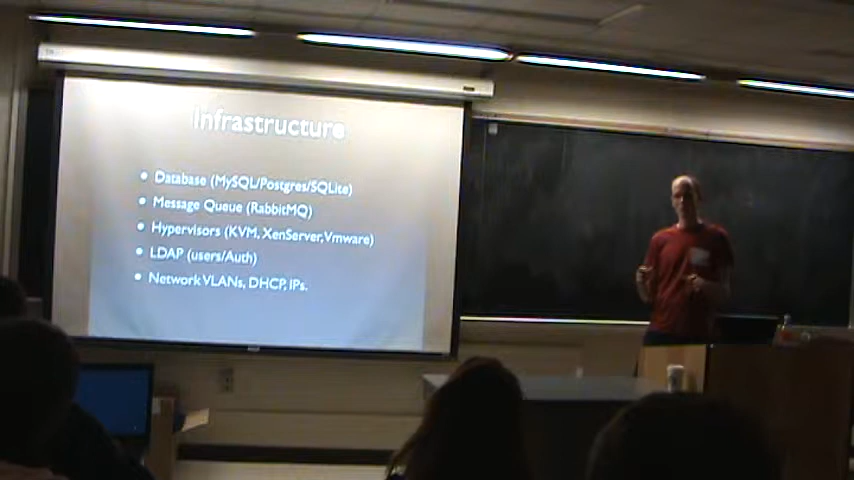 Infrastructure
• Database (MySQL/Postgres/SQLite)
• Message Queue (RabbitMQ)
• Hypervisors (KVM, XenServer, Vmware)
• LDAP (users/Auth)
• Network VLANs, DHCP, IPs.